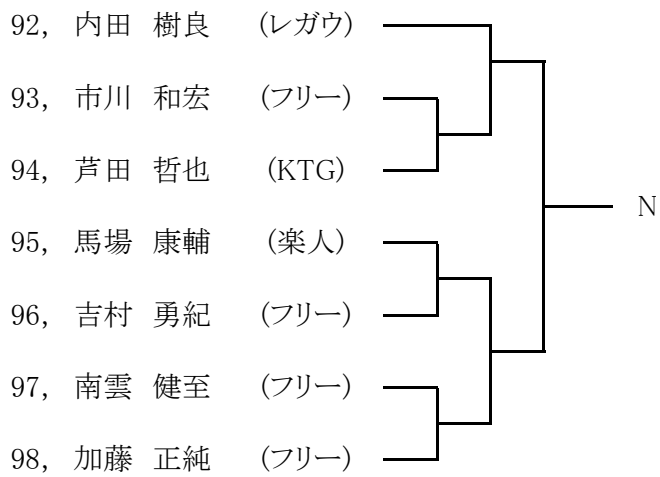 92, 内田 樹良 (レガウ)
93, 市川 和宏 (フリー)
94, 芦田 哲也 (KTG)
95, 馬場 康輔 (楽人)
N
96, 吉村 勇紀 (フリー)
97, 南雲 健至 (フリー)
98, 加藤 正純 (フリー)